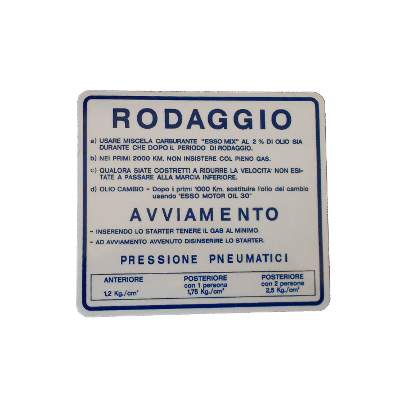 RODAGGIO
a) USARE MISCELA CARBURANTE "ESSO MIX" AL 2 % DI OLIO SIA
DURANTE CHE DOPO IL PERIODO DI RODAGGIO.
b) NEI PRIMI 2000 KM. NON INSISTERE COL PIENO GAS.
c) QUALORA SIATE COSTRETTI A RIDURRE LA VELOCITA' NON ESI-
TATE A PASSARE ALLA MARCIA INFERIORE.
d) OLIO CAMBIO - Dopo i primi 1000 Km. sostituire l'olio del cambio
usando "ESSO MOTOR OIL 30"
AVVIAMENTO
- INSERENDO LO STARTER TENERE IL GAS AL MINIMO.
- AD AVVIAMENTO AVVENUTO DISINSERIRE LO STARTER.
PRESSIONE PNEUMATICI
ANTERIORE POSTERIORE POSTERIORE
con 1 persona con 2 persone
1,2 Kg./cm² 1,75 Kg./cm² 2,5 Kg./cm²